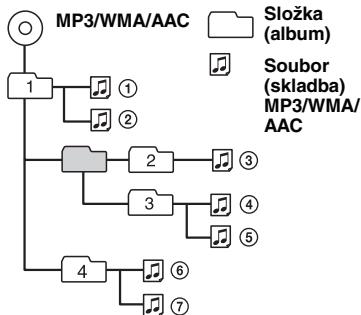 MP3/WMA/AAC
Složka
(album)
Soubor
(skladba)
MP3/WMA/
AAC
1
①
②
2
③
3
④
⑤
4
⑥
⑦